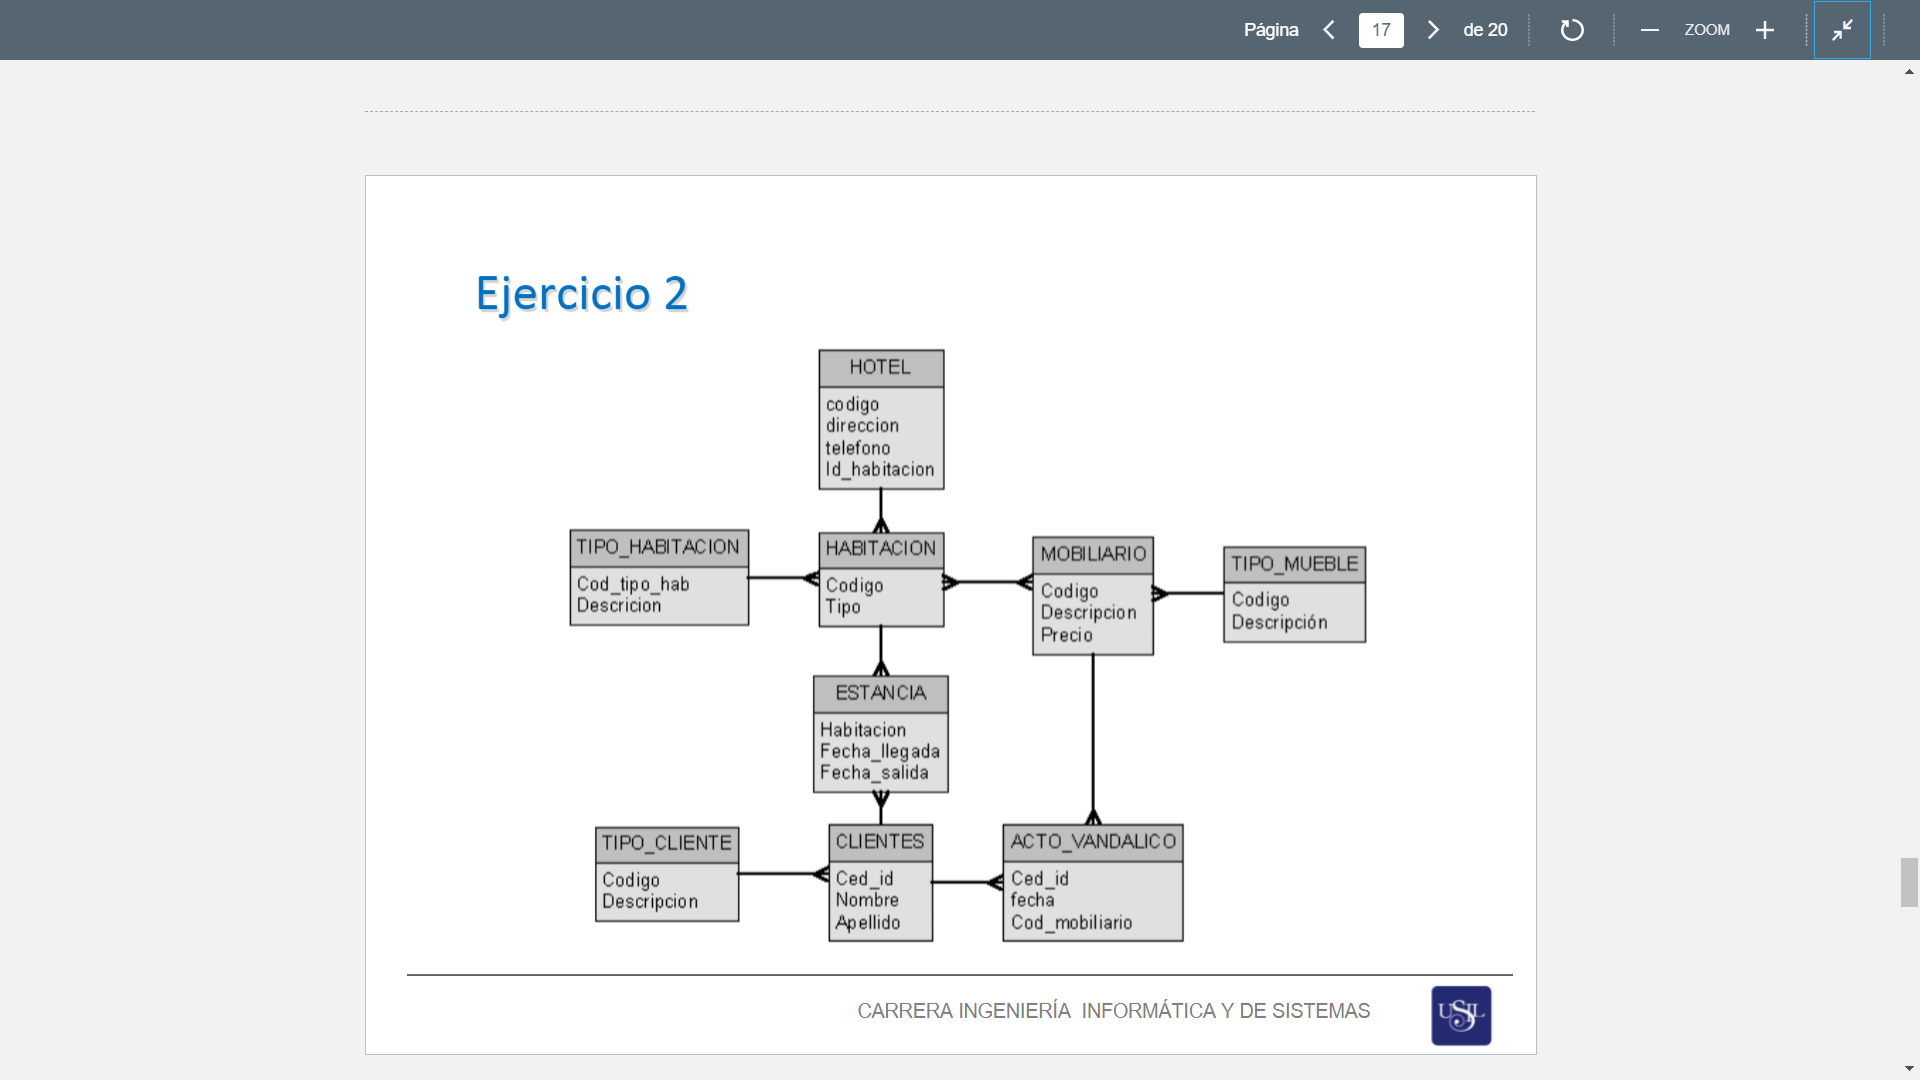 Página 17 de 20 ZOOM
Ejercicio 2
HOTEL
codigo
direccion
telefono
Id_habitacion
TIPO_HABITACION
Cod_tipo_hab
Descricion
HABITACION
Codigo
Tipo
MOBILIARIO
Codigo
Descripcion
Precio
TIPO_MUEBLE
Codigo
Descripción
ESTANCIA
Habitacion
Fecha_llegada
Fecha_salida
TIPO_CLIENTE
Codigo
Descripcion
CLIENTES
Ced_id
Nombre
Apellido
ACTO_VANDALICO
Ced_id
fecha
Cod_mobiliario
CARRERA INGENIERÍA INFORMÁTICA Y DE SISTEMAS
USIL